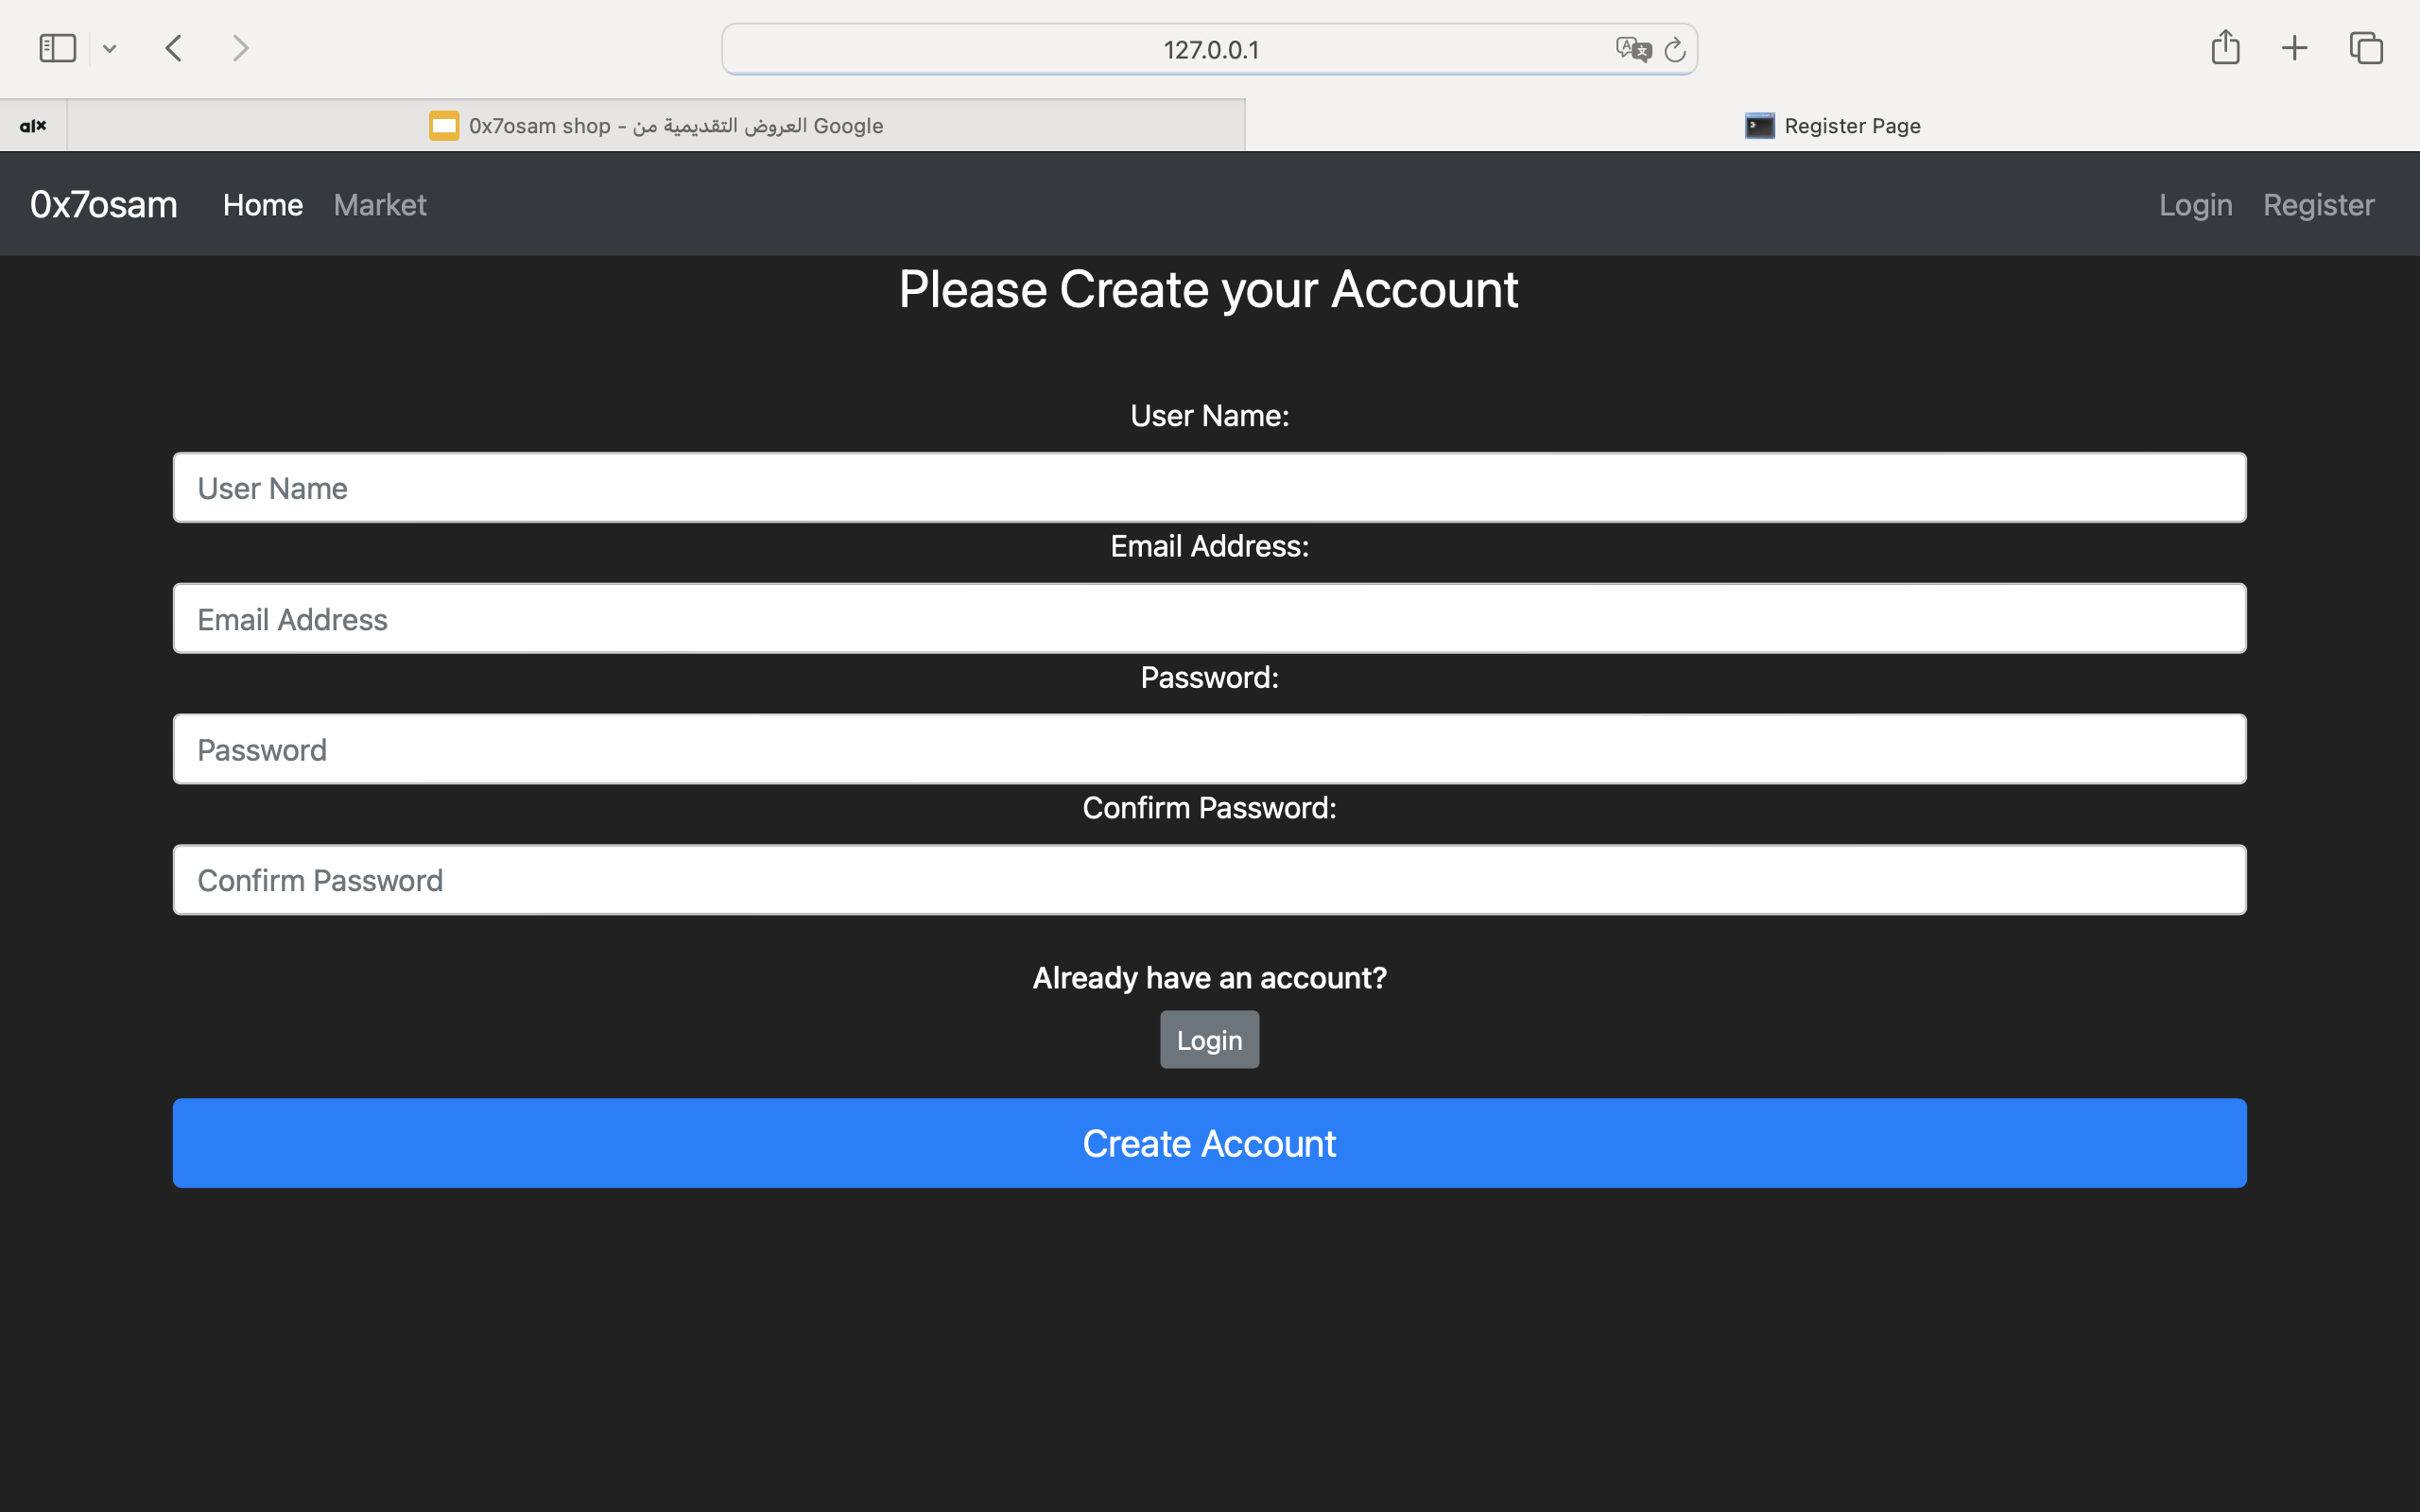 127.0.0.1
alx
0x7osam shop - العروض التقديمية من Google
Register Page
0x7osam Home Market Login Register
Please Create your Account
User Name:
User Name
Email Address:
Email Address
Password:
Password
Confirm Password:
Confirm Password
Already have an account?
Login
Create Account